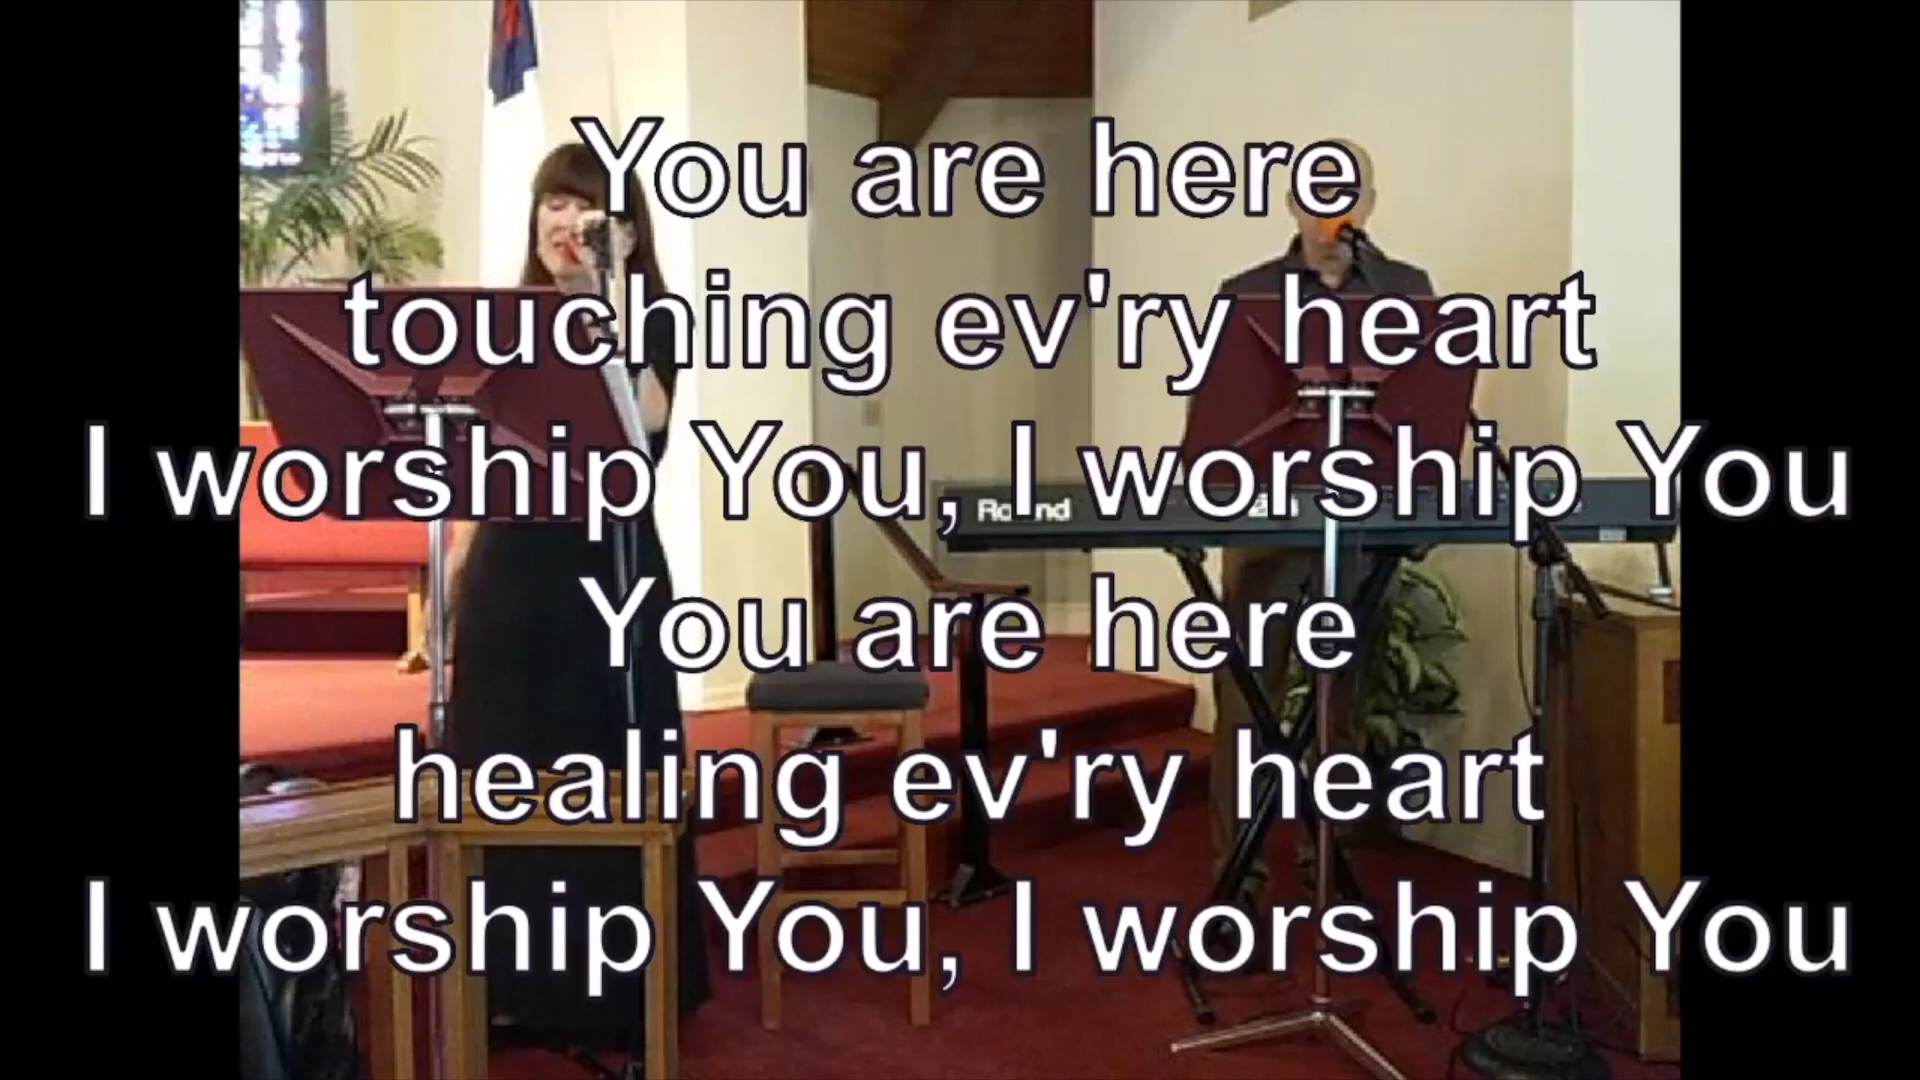 You are here
touching ev'ry heart
I worship You, I worship You
Roland
You are here
healing ev'ry heart
I worship You, I worship You